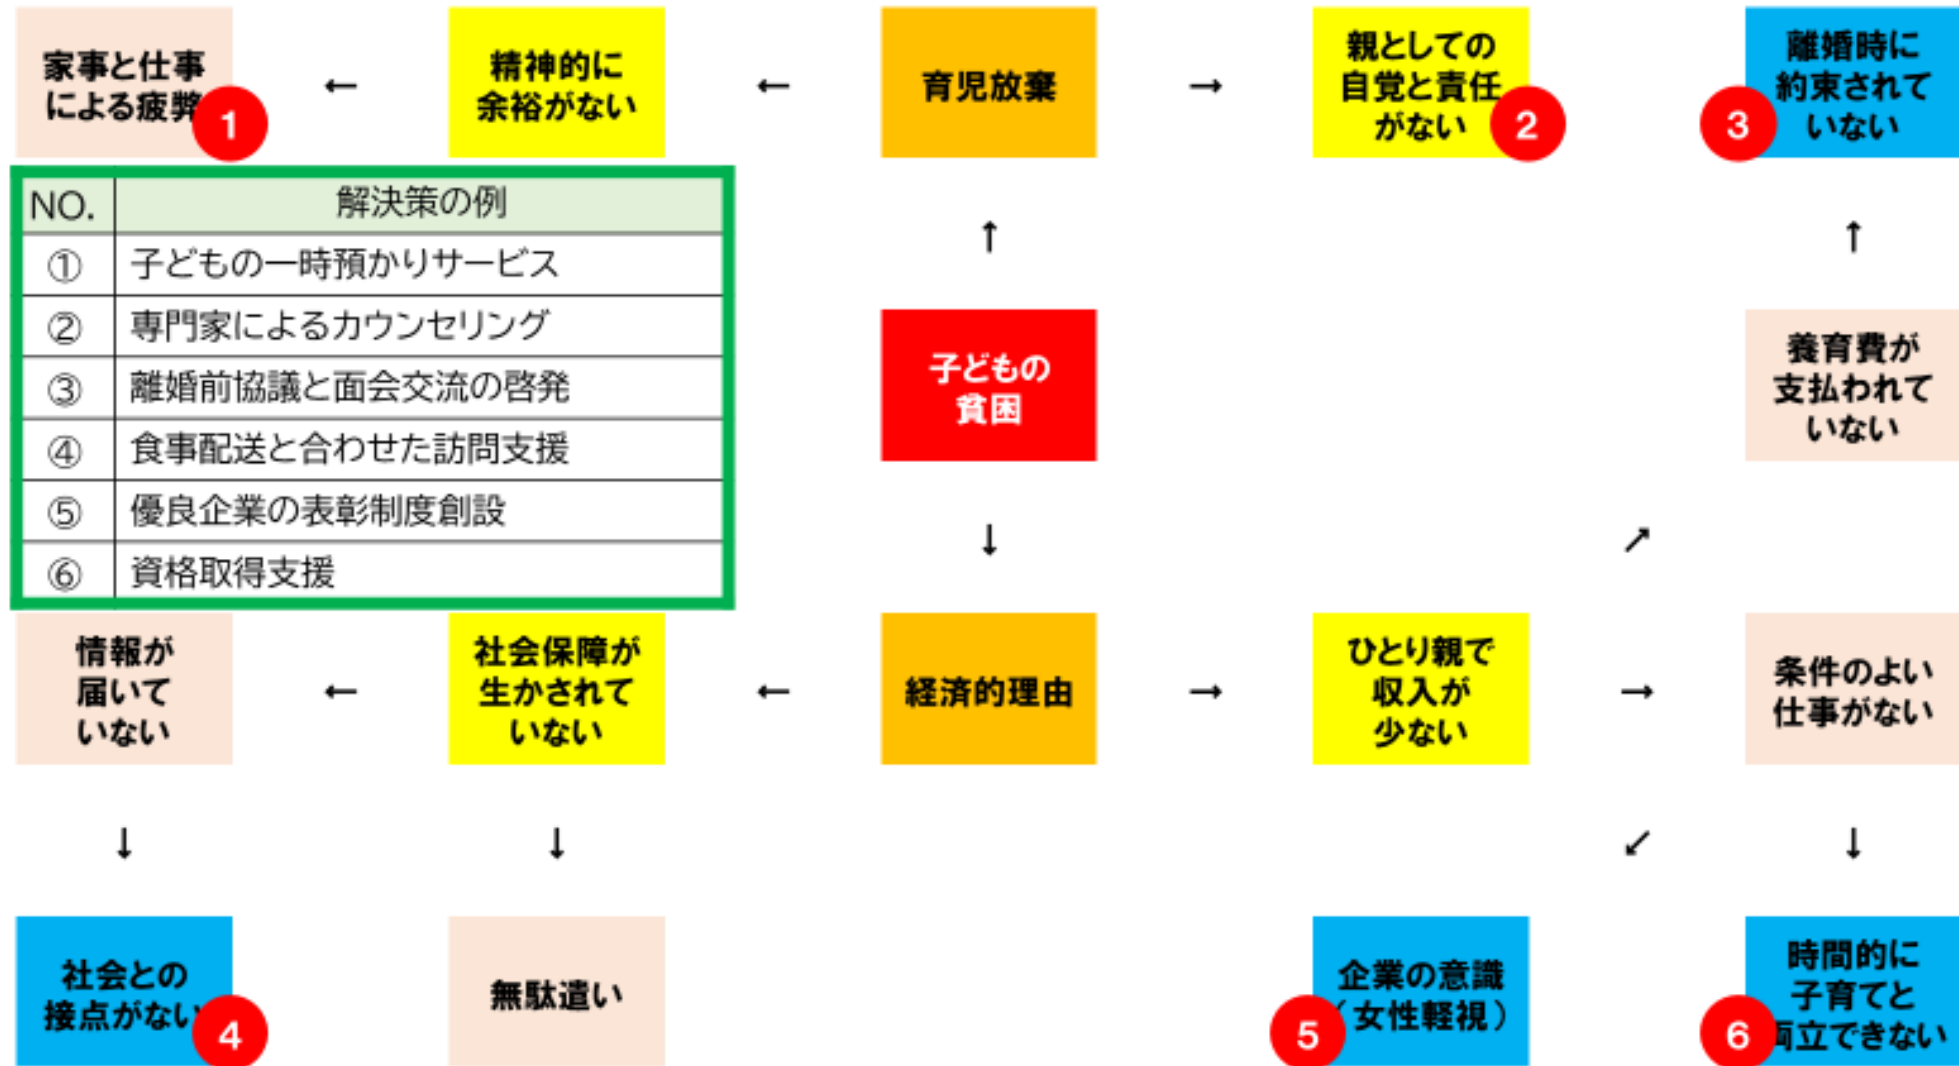 家事と仕事
による疲弊
1
←
精神的に
余裕がない
←
育児放棄
→
親としての
自覚と責任
がない
2
離婚時に
約束されて
いない
3
NO. 解決策の例
① 子どもの一時預かりサービス
② 専門家によるカウンセリング
③ 離婚前協議と面会交流の啓発
④ 食事配送と合わせた訪問支援
⑤ 優良企業の表彰制度創設
⑥ 資格取得支援
↑
↑
子どもの
貧困
養育費が
支払われて
いない
↓
↗
情報が
届いて
いない
←
社会保障が
生かされて
いない
←
経済的理由
→
ひとり親で
収入が
少ない
→
条件のよい
仕事がない
↓
↓
↙
↓
社会との
接点がない
4
無駄遣い
企業の意識
（女性軽視）
5
時間的に
子育てと
両立できない
6